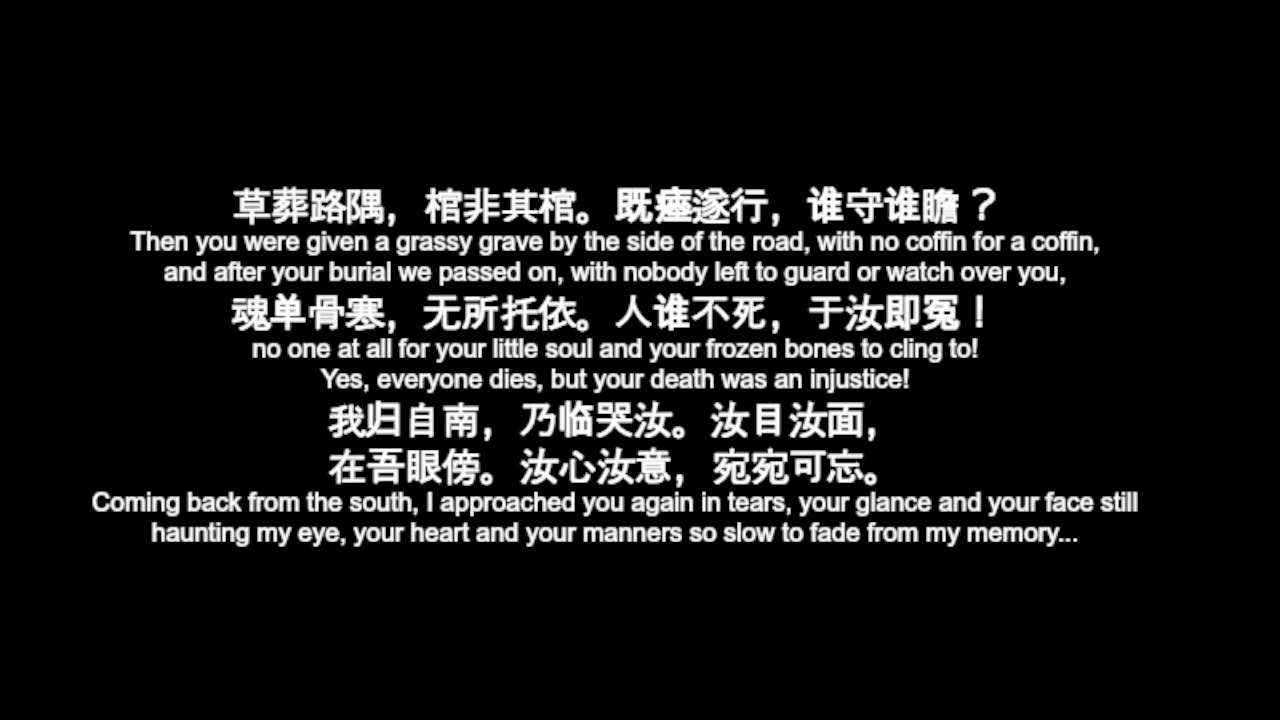 草葬路隅，棺非其棺。既瘗遂行，谁守谁瞻？
Then you were given a grassy grave by the side of the road, with no coffin for a coffin,
and after your burial we passed on, with nobody left to guard or watch over you,
魂单骨寒，无所托依。人谁不死，于汝即冤！
no one at all for your little soul and your frozen bones to cling to!
Yes, everyone dies, but your death was an injustice!
我归自南，乃临哭汝。汝目汝面，
在吾眼傍。汝心汝意，宛宛可忘。
Coming back from the south, I approached you again in tears, your glance and your face still
haunting my eye, your heart and your manners so slow to fade from my memory...